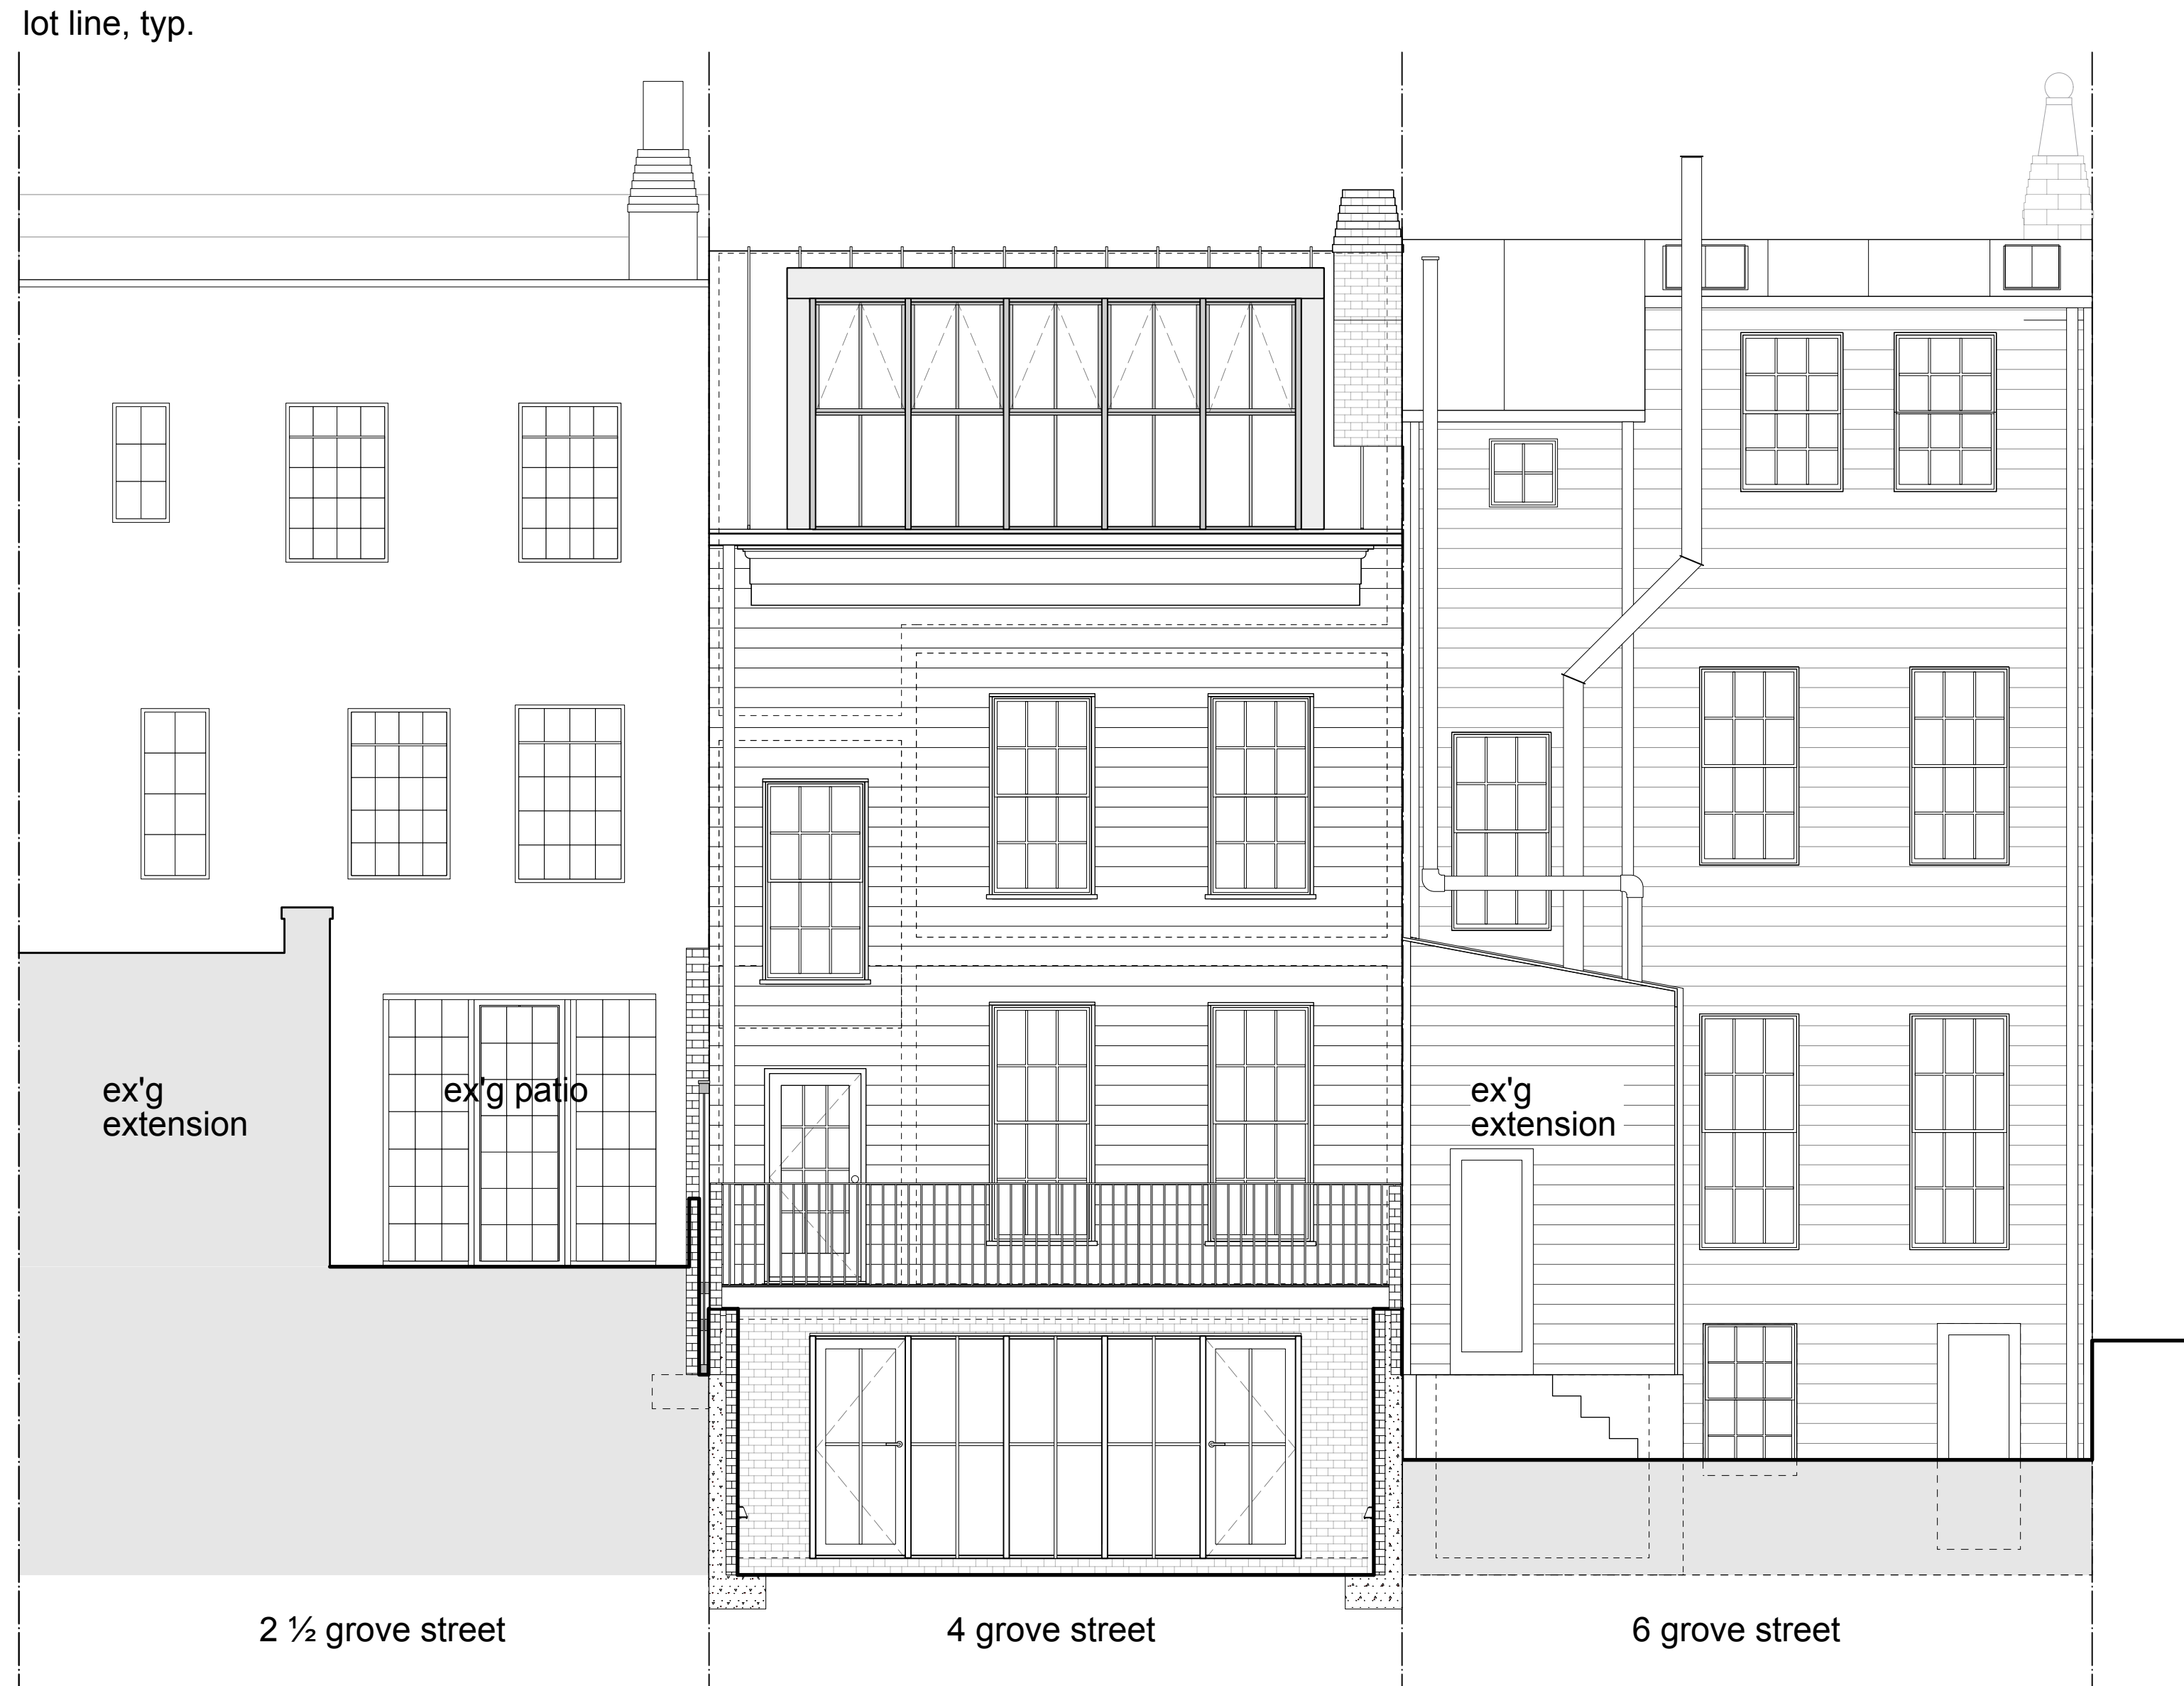 lot line, typ.
ex'g
extension
ex'g patio
ex'g
extension
2 ½ grove street
4 grove street
6 grove street